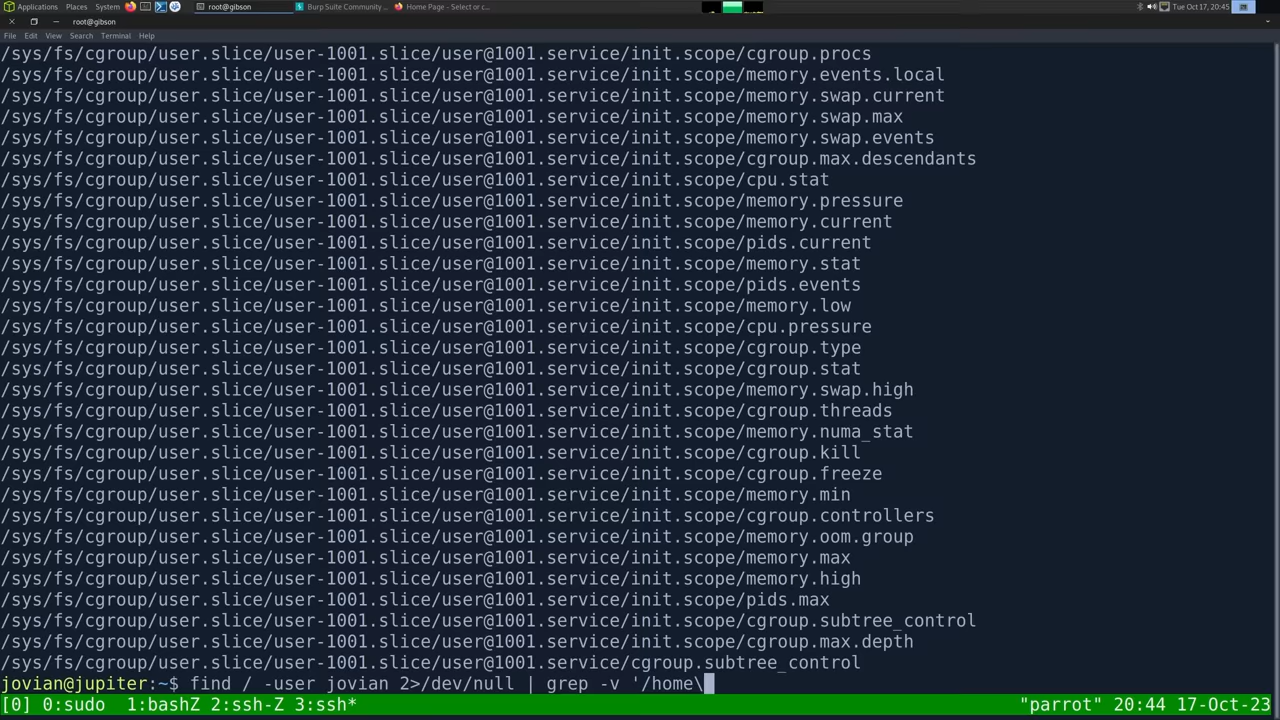 Applications Places System root@gibson Burp Suite Community ... Home Page - Select or c... Tue Oct 17, 20:45
root@gibson
File Edit View Search Terminal Help
/sys/fs/cgroup/user.slice/user-1001.slice/user@1001.service/init.scope/cgroup.procs
/sys/fs/cgroup/user.slice/user-1001.slice/user@1001.service/init.scope/memory.events.local
/sys/fs/cgroup/user.slice/user-1001.slice/user@1001.service/init.scope/memory.swap.current
/sys/fs/cgroup/user.slice/user-1001.slice/user@1001.service/init.scope/memory.swap.max
/sys/fs/cgroup/user.slice/user-1001.slice/user@1001.service/init.scope/memory.swap.events
/sys/fs/cgroup/user.slice/user-1001.slice/user@1001.service/init.scope/cgroup.max.descendants
/sys/fs/cgroup/user.slice/user-1001.slice/user@1001.service/init.scope/cpu.stat
/sys/fs/cgroup/user.slice/user-1001.slice/user@1001.service/init.scope/memory.pressure
/sys/fs/cgroup/user.slice/user-1001.slice/user@1001.service/init.scope/memory.current
/sys/fs/cgroup/user.slice/user-1001.slice/user@1001.service/init.scope/pids.current
/sys/fs/cgroup/user.slice/user-1001.slice/user@1001.service/init.scope/memory.stat
/sys/fs/cgroup/user.slice/user-1001.slice/user@1001.service/init.scope/pids.events
/sys/fs/cgroup/user.slice/user-1001.slice/user@1001.service/init.scope/memory.low
/sys/fs/cgroup/user.slice/user-1001.slice/user@1001.service/init.scope/cpu.pressure
/sys/fs/cgroup/user.slice/user-1001.slice/user@1001.service/init.scope/cgroup.type
/sys/fs/cgroup/user.slice/user-1001.slice/user@1001.service/init.scope/cgroup.stat
/sys/fs/cgroup/user.slice/user-1001.slice/user@1001.service/init.scope/memory.swap.high
/sys/fs/cgroup/user.slice/user-1001.slice/user@1001.service/init.scope/cgroup.threads
/sys/fs/cgroup/user.slice/user-1001.slice/user@1001.service/init.scope/memory.numa_stat
/sys/fs/cgroup/user.slice/user-1001.slice/user@1001.service/init.scope/cgroup.kill
/sys/fs/cgroup/user.slice/user-1001.slice/user@1001.service/init.scope/cgroup.freeze
/sys/fs/cgroup/user.slice/user-1001.slice/user@1001.service/init.scope/memory.min
/sys/fs/cgroup/user.slice/user-1001.slice/user@1001.service/init.scope/cgroup.controllers
/sys/fs/cgroup/user.slice/user-1001.slice/user@1001.service/init.scope/memory.oom.group
/sys/fs/cgroup/user.slice/user-1001.slice/user@1001.service/init.scope/memory.max
/sys/fs/cgroup/user.slice/user-1001.slice/user@1001.service/init.scope/memory.high
/sys/fs/cgroup/user.slice/user-1001.slice/user@1001.service/init.scope/pids.max
/sys/fs/cgroup/user.slice/user-1001.slice/user@1001.service/init.scope/cgroup.subtree_control
/sys/fs/cgroup/user.slice/user-1001.slice/user@1001.service/init.scope/cgroup.max.depth
/sys/fs/cgroup/user.slice/user-1001.slice/user@1001.service/cgroup.subtree_control
jovian@jupiter:~$ find / -user jovian 2>/dev/null | grep -v '/home\
[0] 0:sudo 1:bashZ 2:ssh-Z 3:ssh* "parrot" 20:44 17-Oct-23